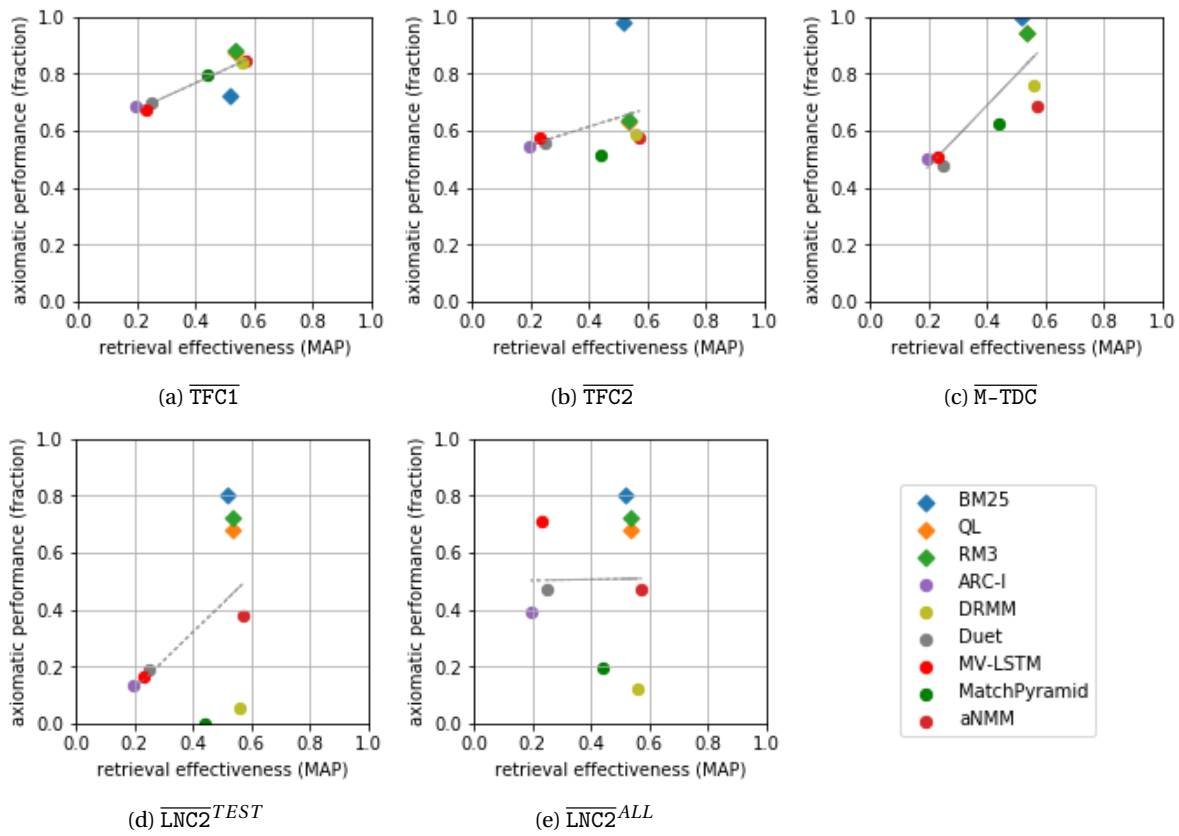 1.0
0.8
0.6
0.4
0.2
0.0
axiomatic performance (fraction)
0.0 0.2 0.4 0.6 0.8 1.0
retrieval effectiveness (MAP)
(a) TFC1
1.0
0.8
0.6
0.4
0.2
0.0
axiomatic performance (fraction)
0.0 0.2 0.4 0.6 0.8 1.0
retrieval effectiveness (MAP)
(b) TFC2
1.0
0.8
0.6
0.4
0.2
0.0
axiomatic performance (fraction)
0.0 0.2 0.4 0.6 0.8 1.0
retrieval effectiveness (MAP)
(c) M-TDC
1.0
0.8
0.6
0.4
0.2
0.0
axiomatic performance (fraction)
0.0 0.2 0.4 0.6 0.8 1.0
retrieval effectiveness (MAP)
(d) LNC2 TEST
1.0
0.8
0.6
0.4
0.2
0.0
axiomatic performance (fraction)
0.0 0.2 0.4 0.6 0.8 1.0
retrieval effectiveness (MAP)
(e) LNC2 ALL
BM25
QL
RM3
ARC-I
DRMM
Duet
MV-LSTM
MatchPyramid
aNMM